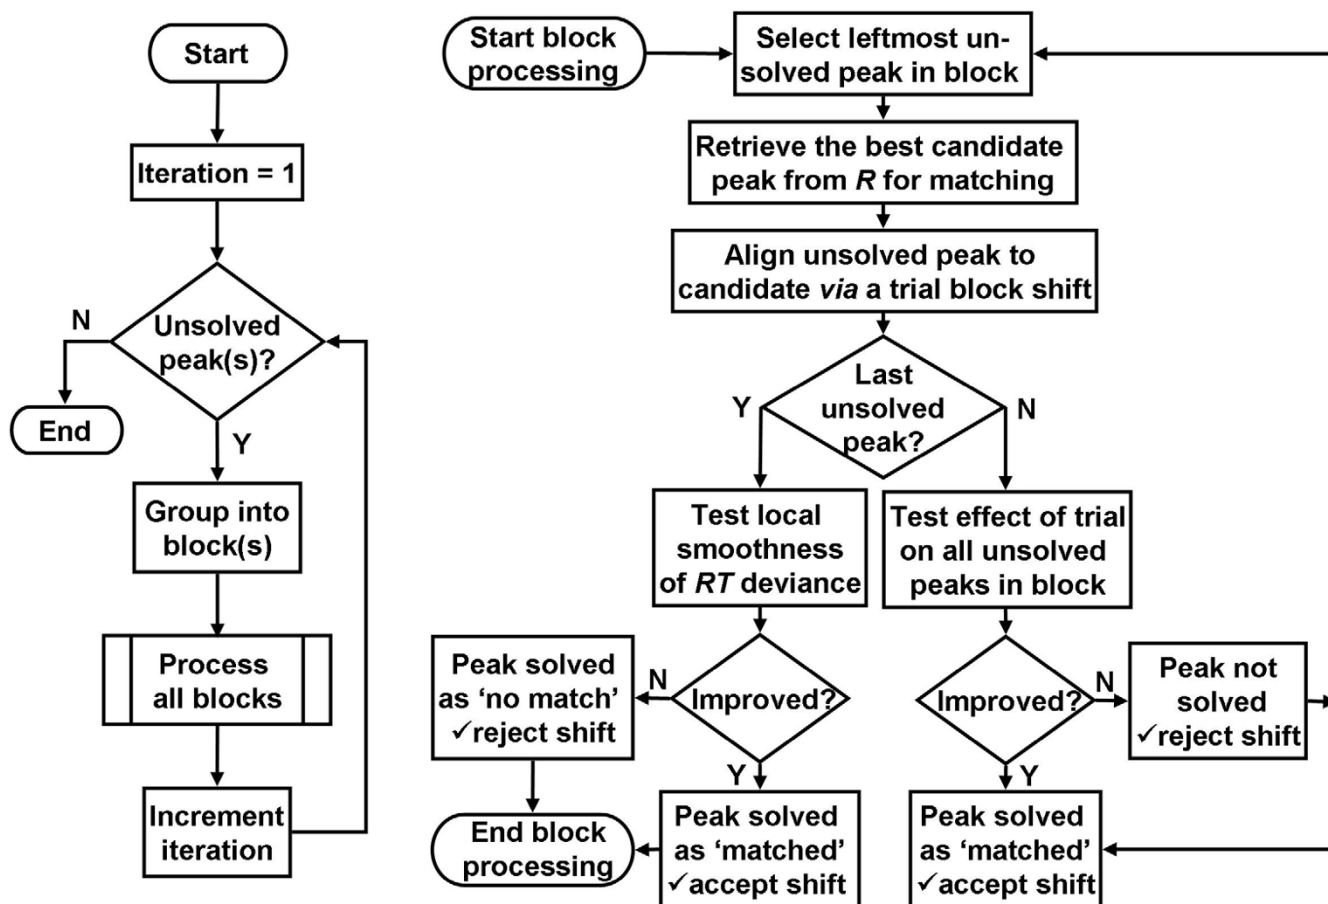 Start
Iteration = 1
Unsolved
peak(s)?
N
End
Y
Group into
block(s)
Process
all blocks
Increment
iteration
Start block
processing
Select leftmost un-
solved peak in block
Retrieve the best candidate
peak from R for matching
Align unsolved peak to
candidate via a trial block shift
Last
unsolved
peak?
Y
N
Test local
smoothness
of RT deviance
Test effect of trial
on all unsolved
peaks in block
Improved?
N
Y
Peak solved
as ‘no match’
✓reject shift
Peak solved
as ‘matched’
✓accept shift
End block
processing
Improved?
N
Y
Peak not
solved
✓reject shift
Peak solved
as ‘matched’
✓accept shift